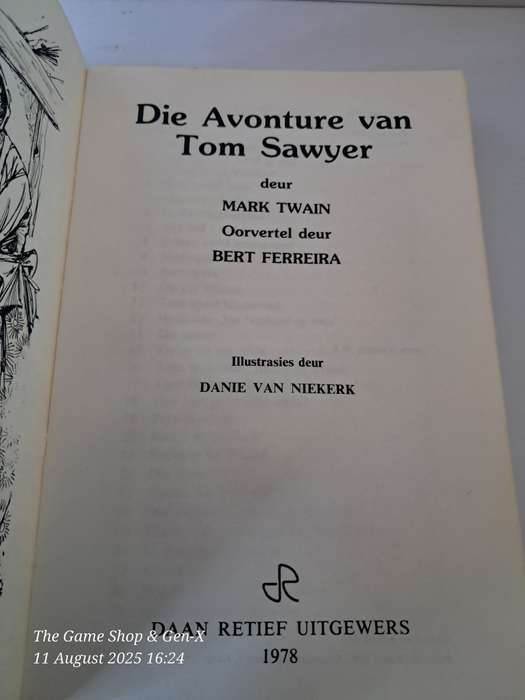 Die Avonture van
Tom Sawyer
deur
MARK TWAIN
Oorvertel deur
BERT FERREIRA
Illustrasies deur
DANIE VAN NIEKERK
DAAN RETIEF UITGEWERS
1978
The Game Shop & Gen-X
11 August 2025 16:24